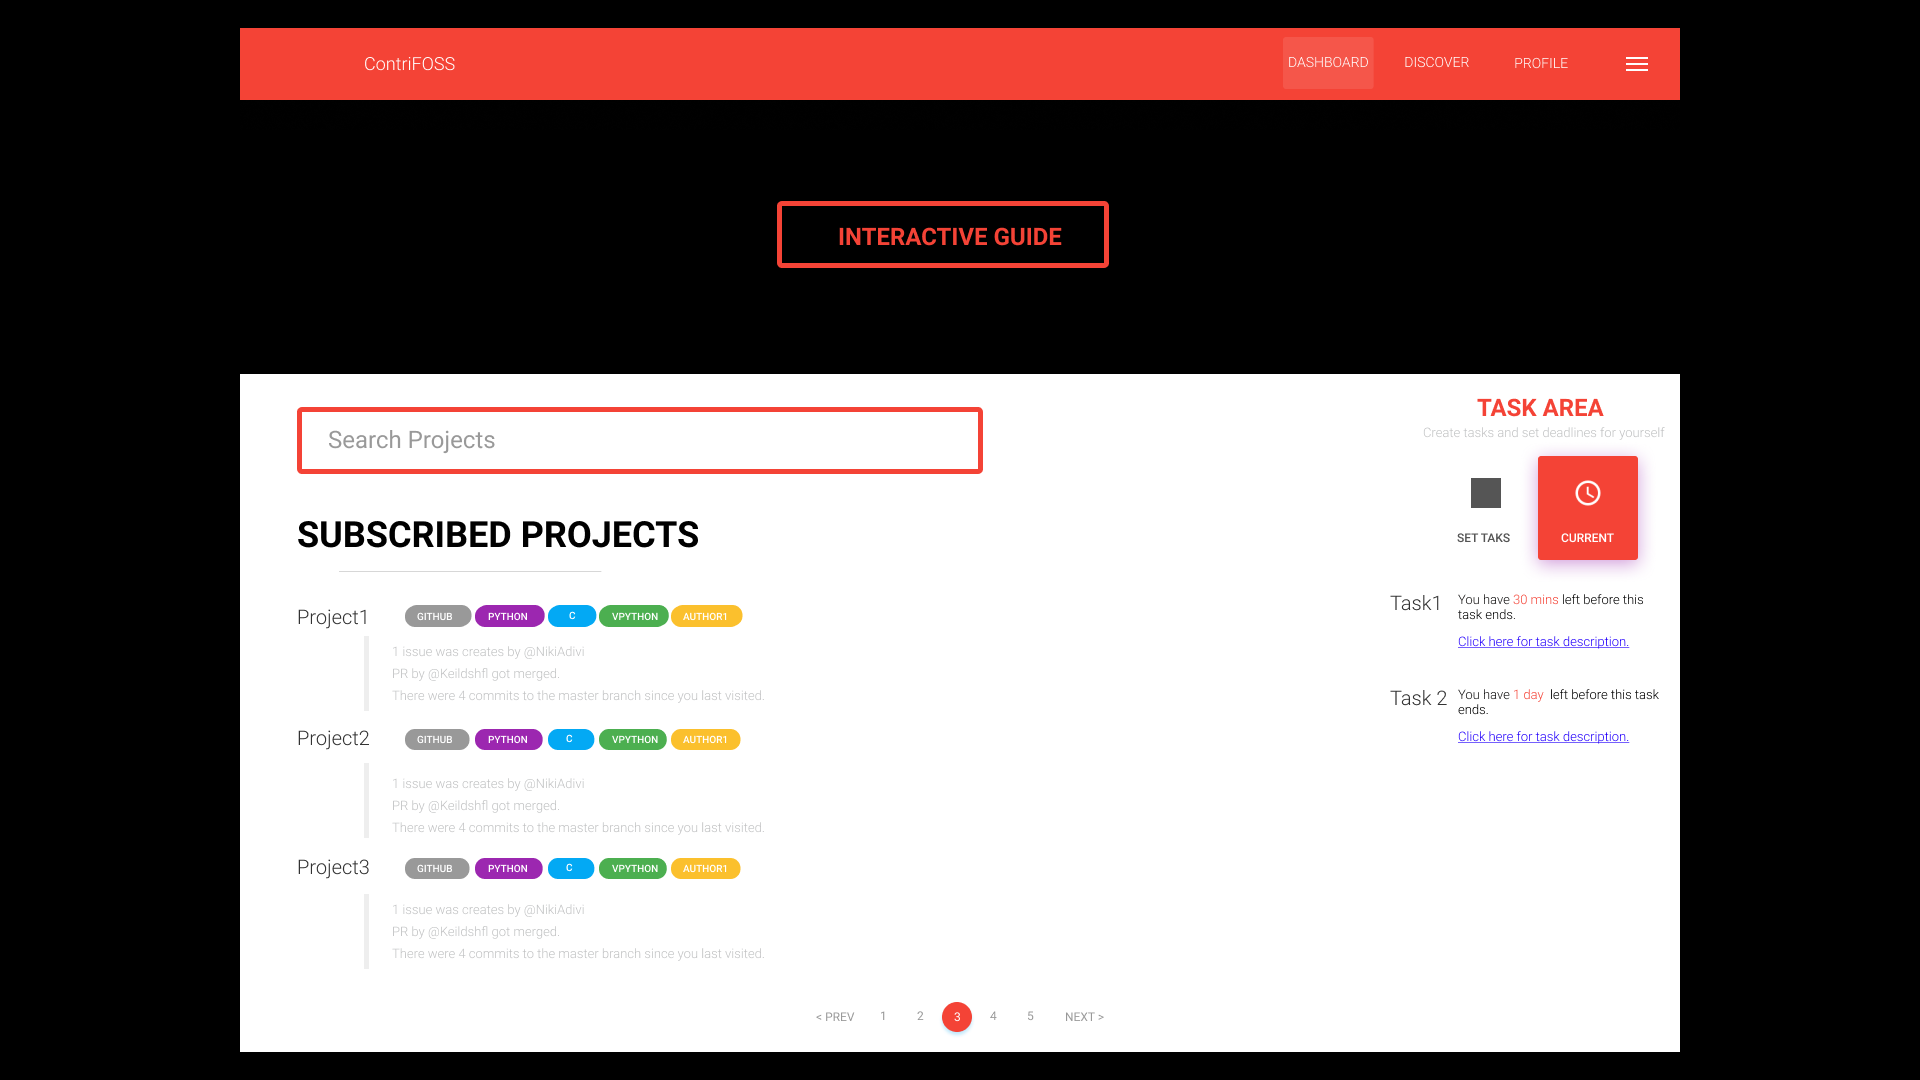 ContriFOSS
DASHBOARD
DISCOVER
PROFILE
INTERACTIVE GUIDE
Search Projects
SUBSCRIBED PROJECTS
Project1
GITHUB
PYTHON
C
VPYTHON
AUTHOR1
1 issue was creates by @NikiAdivi
PR by @Keildshfl got merged.
There were 4 commits to the master branch since you last visited.
Project2
GITHUB
PYTHON
C
VPYTHON
AUTHOR1
1 issue was creates by @NikiAdivi
PR by @Keildshfl got merged.
There were 4 commits to the master branch since you last visited.
Project3
GITHUB
PYTHON
C
VPYTHON
AUTHOR1
1 issue was creates by @NikiAdivi
PR by @Keildshfl got merged.
There were 4 commits to the master branch since you last visited.
TASK AREA
Create tasks and set deadlines for yourself
SET TAKS
CURRENT
Task1
You have 30 mins left before this
task ends.
Click here for task description.
Task 2
You have 1 day left before this task
ends.
Click here for task description.
< PREV 1 2 3 4 5 NEXT >